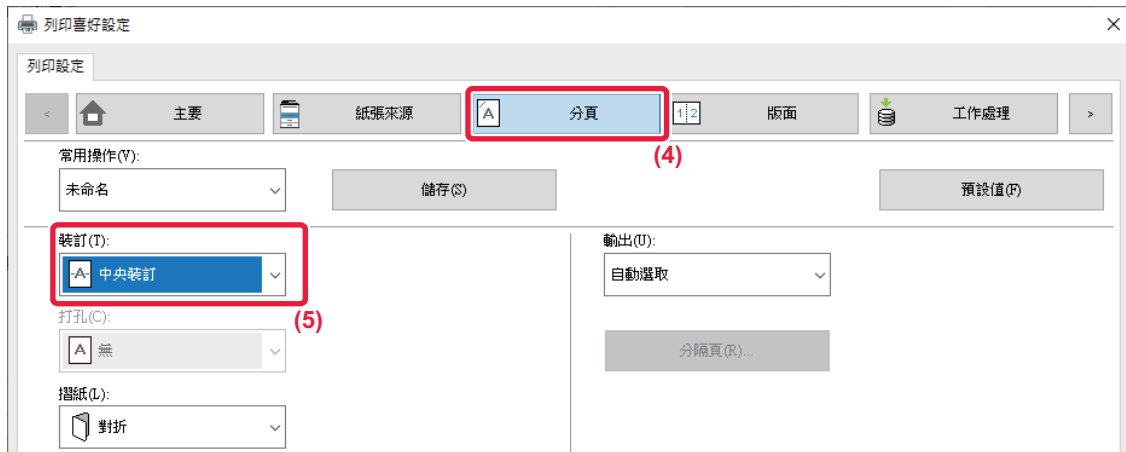 列印喜好設定
列印設定
< 主要 紙張來源 A 分頁 1 2 版面 工作處理 >
(4)
常用操作(V):
未命名 儲存(S) 預設值(F)
裝訂(T): 輸出(U):
-A- 中央裝訂 自動選取
打孔(C): (5)
A 無 分隔頁(R)...
摺紙(L):
對折